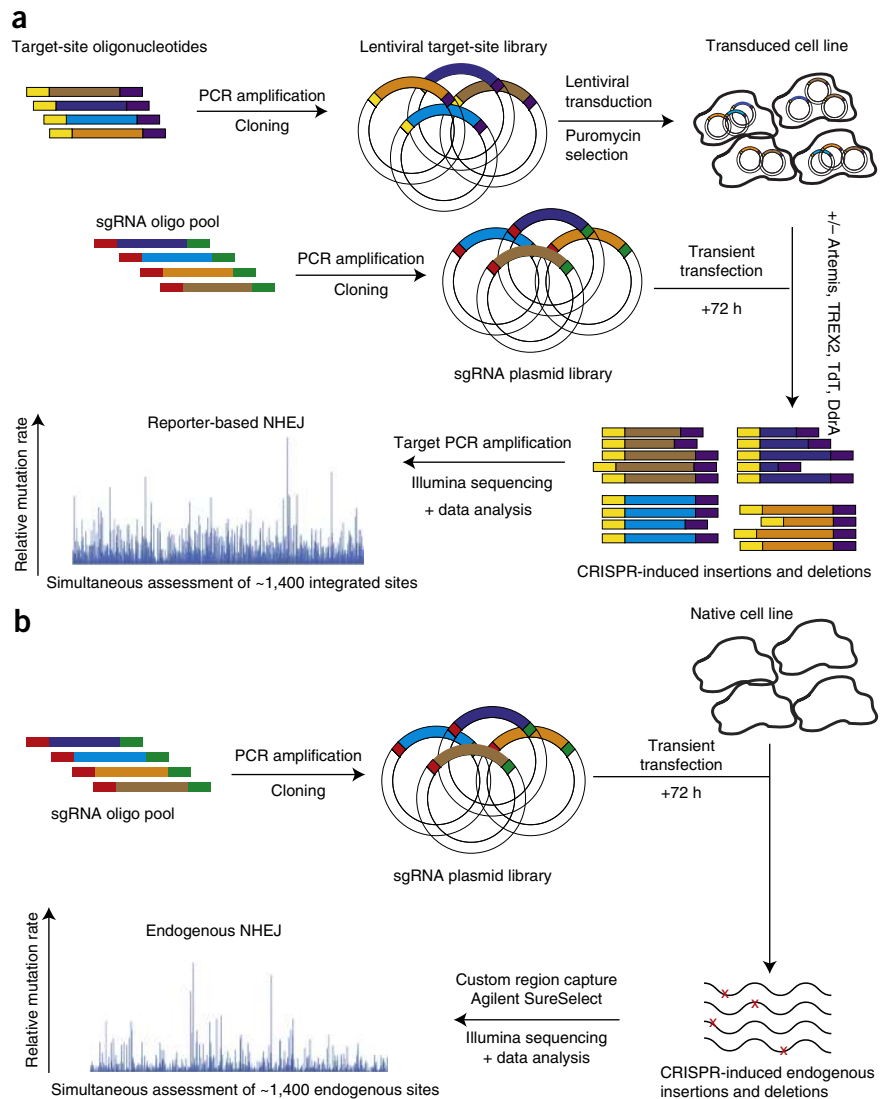 a
Target-site oligonucleotides
Lentiviral target-site library
Transduced cell line
PCR amplification
Cloning
Lentiviral
transduction
Puromycin
selection
sgRNA oligo pool
PCR amplification
Cloning
sgRNA plasmid library
Transient
transfection
+72 h
+/– Artemis, TREX2, TdT, DdrA
Relative mutation rate
Reporter-based NHEJ
Simultaneous assessment of ~1,400 integrated sites
Target PCR amplification
Illumina sequencing
+ data analysis
CRISPR-induced insertions and deletions
b
Native cell line
sgRNA oligo pool
PCR amplification
Cloning
sgRNA plasmid library
Transient
transfection
+72 h
Relative mutation rate
Endogenous NHEJ
Simultaneous assessment of ~1,400 endogenous sites
Custom region capture
Agilent SureSelect
Illumina sequencing
+ data analysis
x
x
x
x
CRISPR-induced endogenous
insertions and deletions